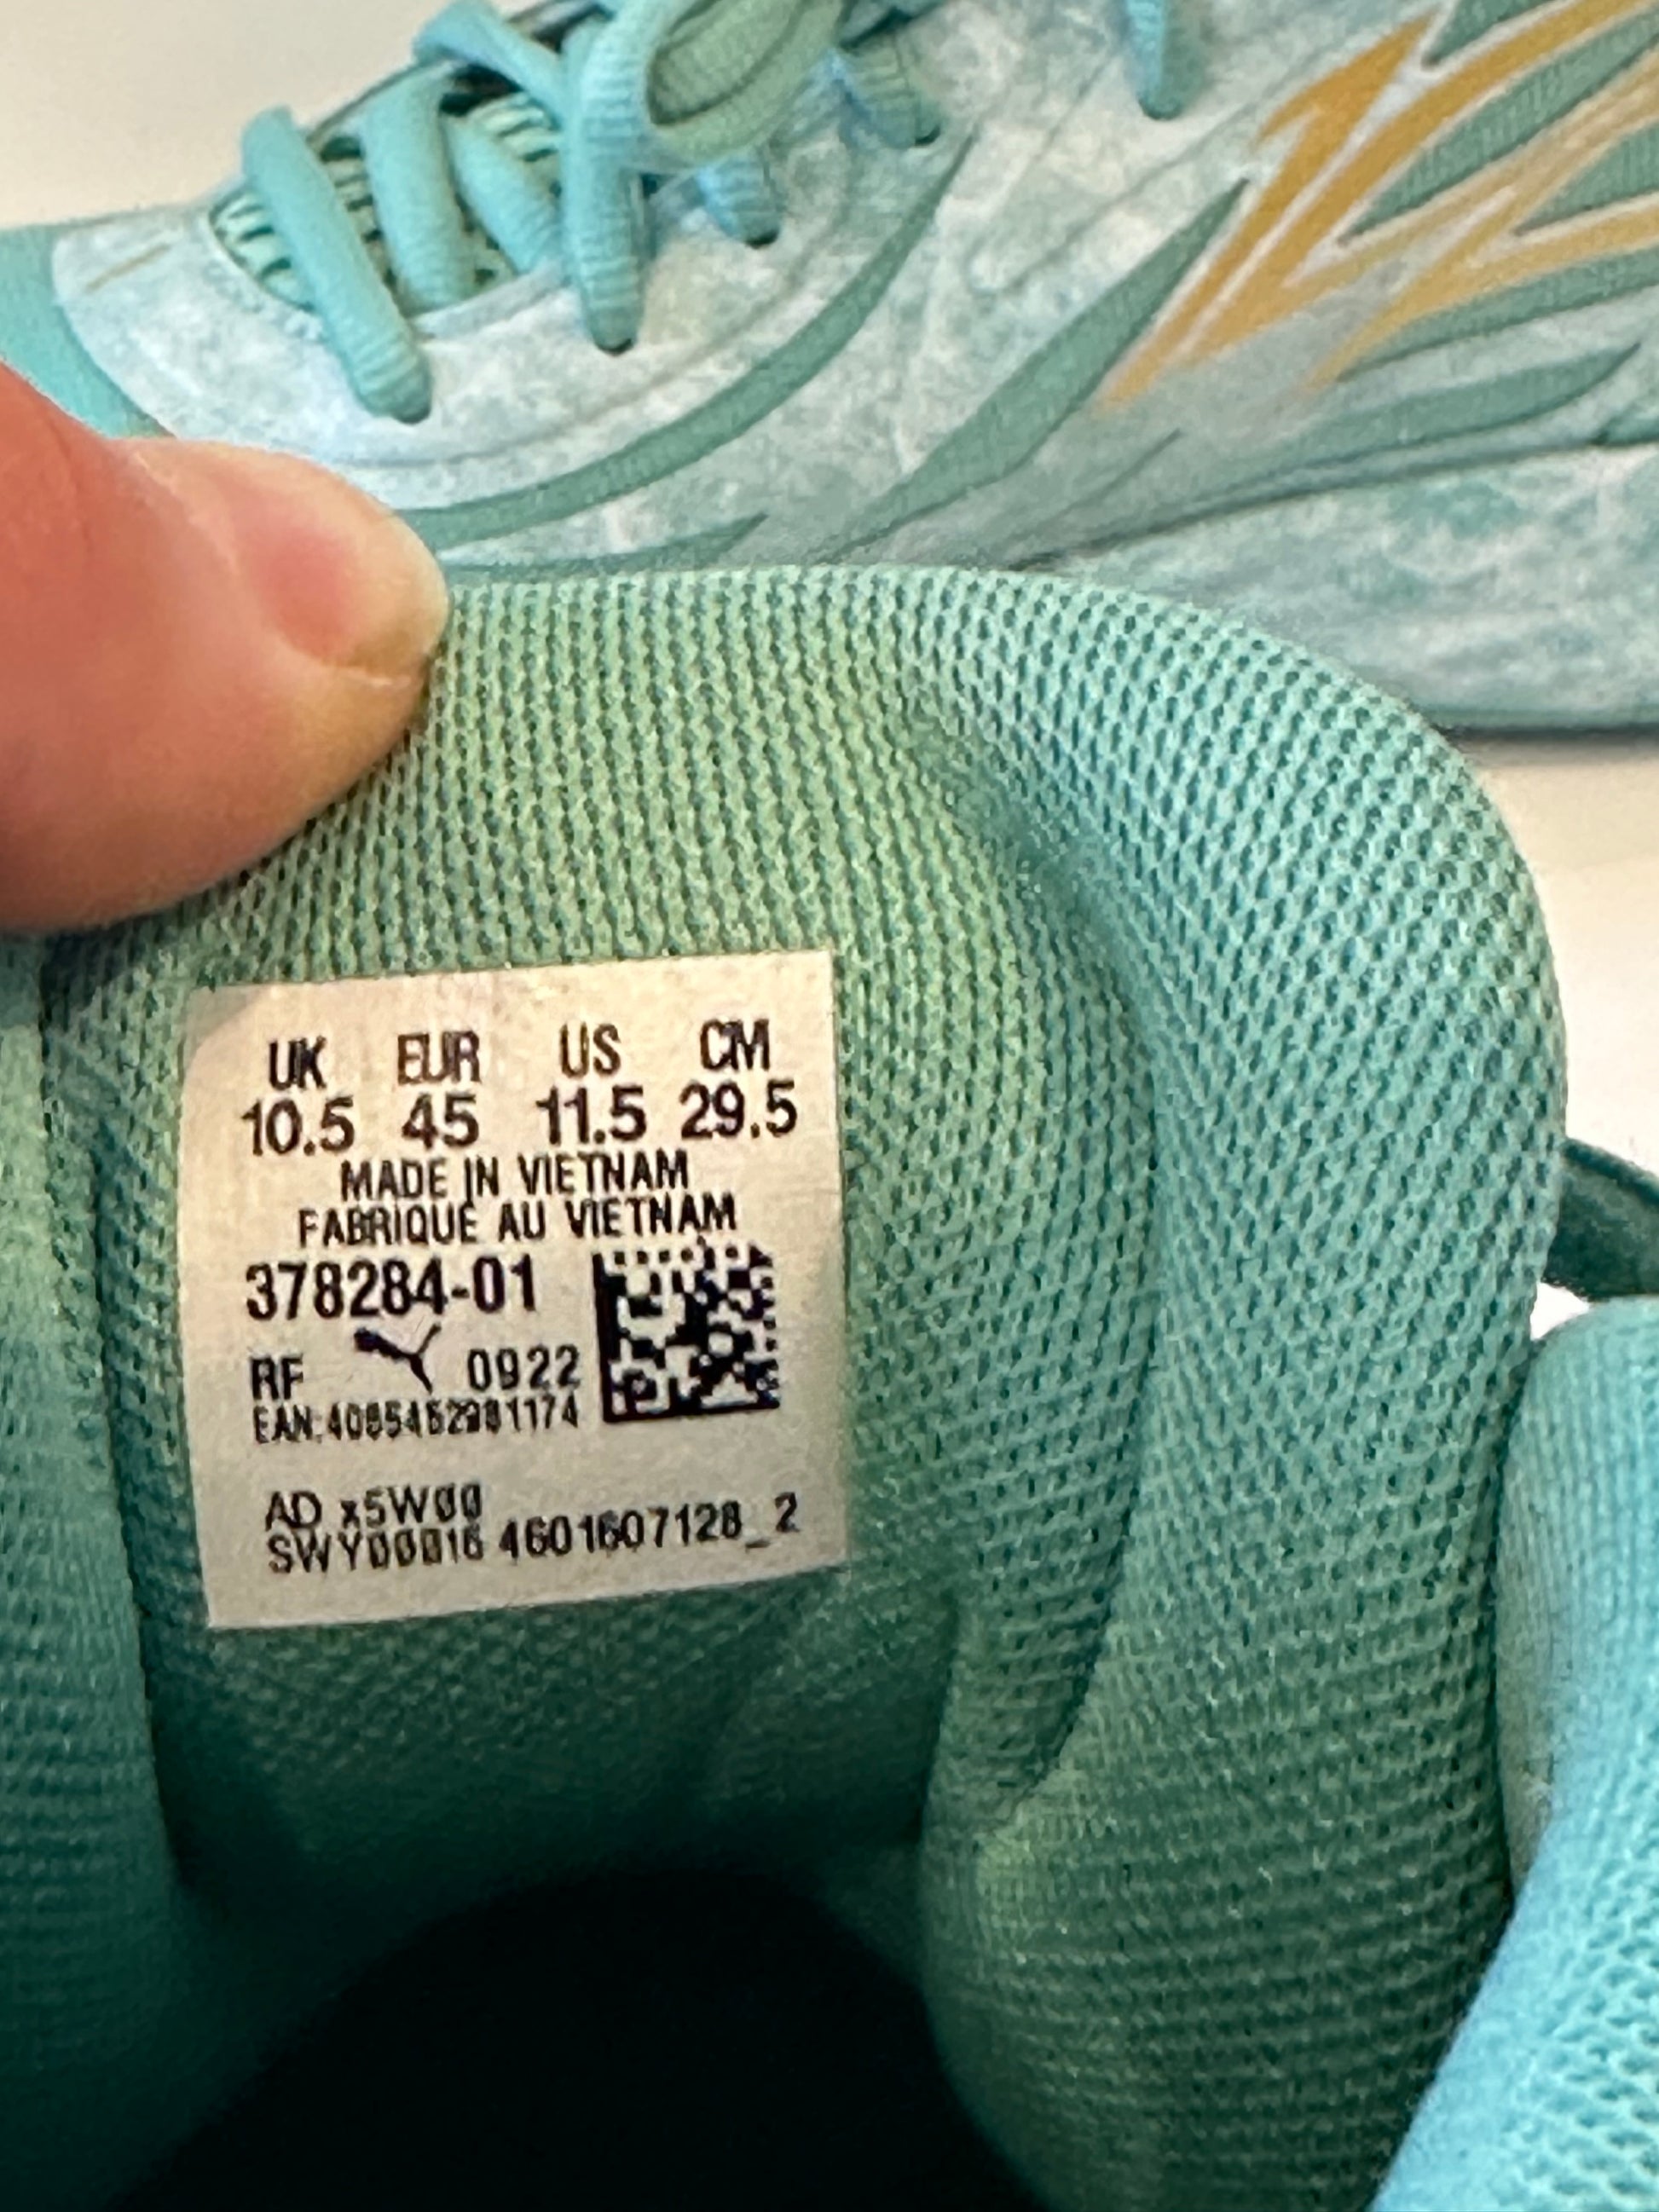 UK EUR US CM
10.5 45 11.5 29.5
MADE IN VIETNAM
FABRIQUE AU VIETNAM
378284-01
RF 0922
EAN:
AD x5W00
SWY00016 4601607128_2